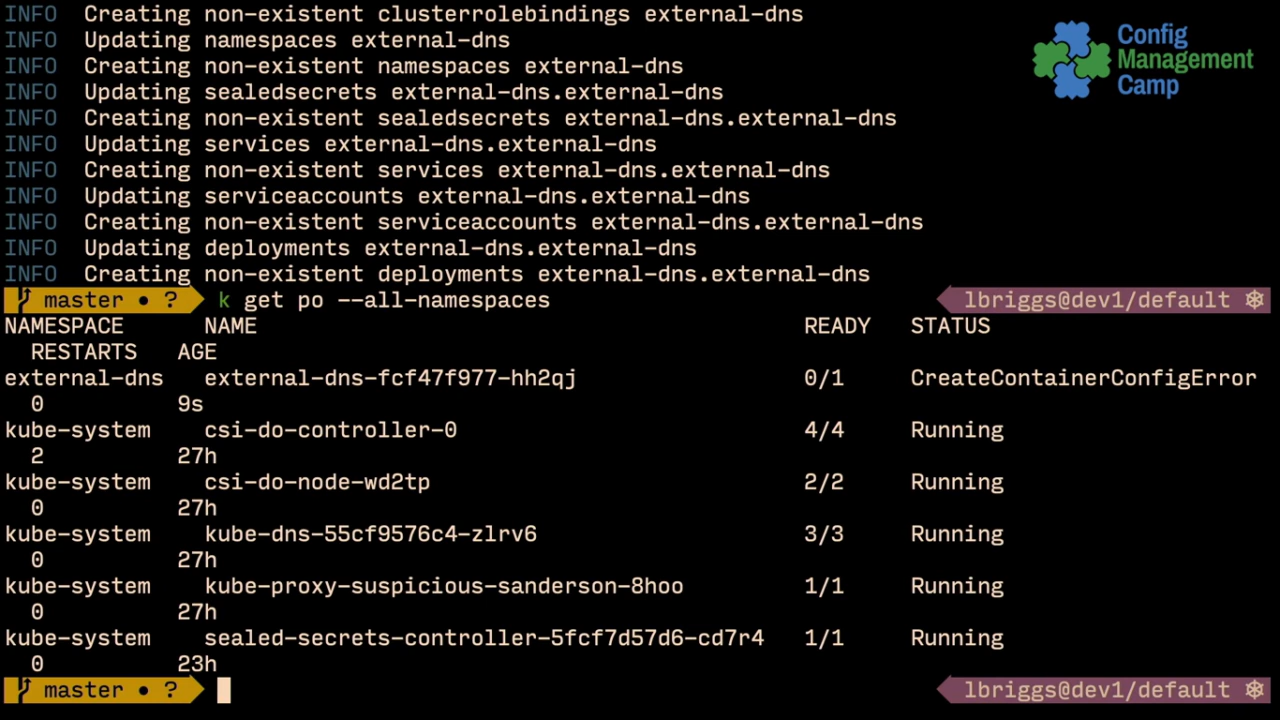 INFO  Creating non-existent clusterrolebindings external-dns
INFO  Updating namespaces external-dns
INFO  Creating non-existent namespaces external-dns
INFO  Updating sealedsecrets external-dns.external-dns
INFO  Creating non-existent sealedsecrets external-dns.external-dns
INFO  Updating services external-dns.external-dns
INFO  Creating non-existent services external-dns.external-dns
INFO  Updating serviceaccounts external-dns.external-dns
INFO  Creating non-existent serviceaccounts external-dns.external-dns
INFO  Updating deployments external-dns.external-dns
INFO  Creating non-existent deployments external-dns.external-dns
Config
Management
Camp
master • ? k get po --all-namespaces lbriggs@dev1/default
NAMESPACE NAME READY STATUS
RESTARTS AGE
external-dns external-dns-fcf47f977-hh2qj 0/1 CreateContainerConfigError
0 9s
kube-system csi-do-controller-0 4/4 Running
2 27h
kube-system csi-do-node-wd2tp 2/2 Running
0 27h
kube-system kube-dns-55cf9576c4-zlrv6 3/3 Running
0 27h
kube-system kube-proxy-suspicious-sanderson-8hoo 1/1 Running
0 27h
kube-system sealed-secrets-controller-5fcf7d57d6-cd7r4 1/1 Running
0 23h
master • ? lbriggs@dev1/default